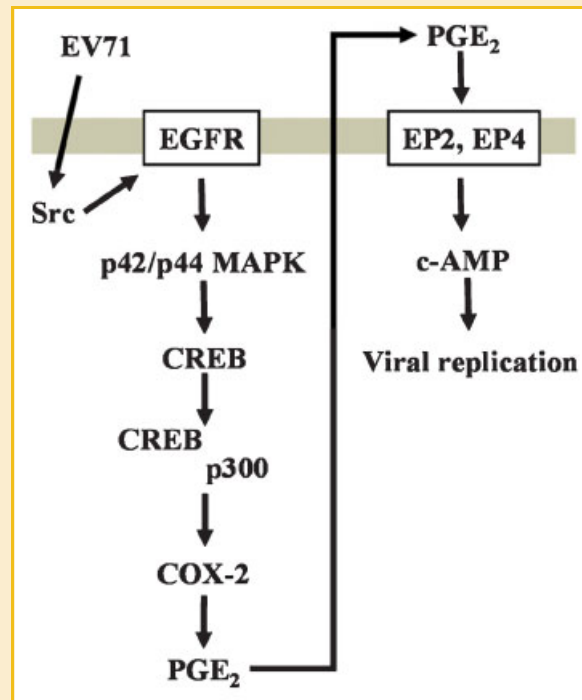 EV71
Src
EGFR
p42/p44 MAPK
CREB
CREB
p300
COX-2
PGE₂
PGE₂
EP2, EP4
c-AMP
Viral replication